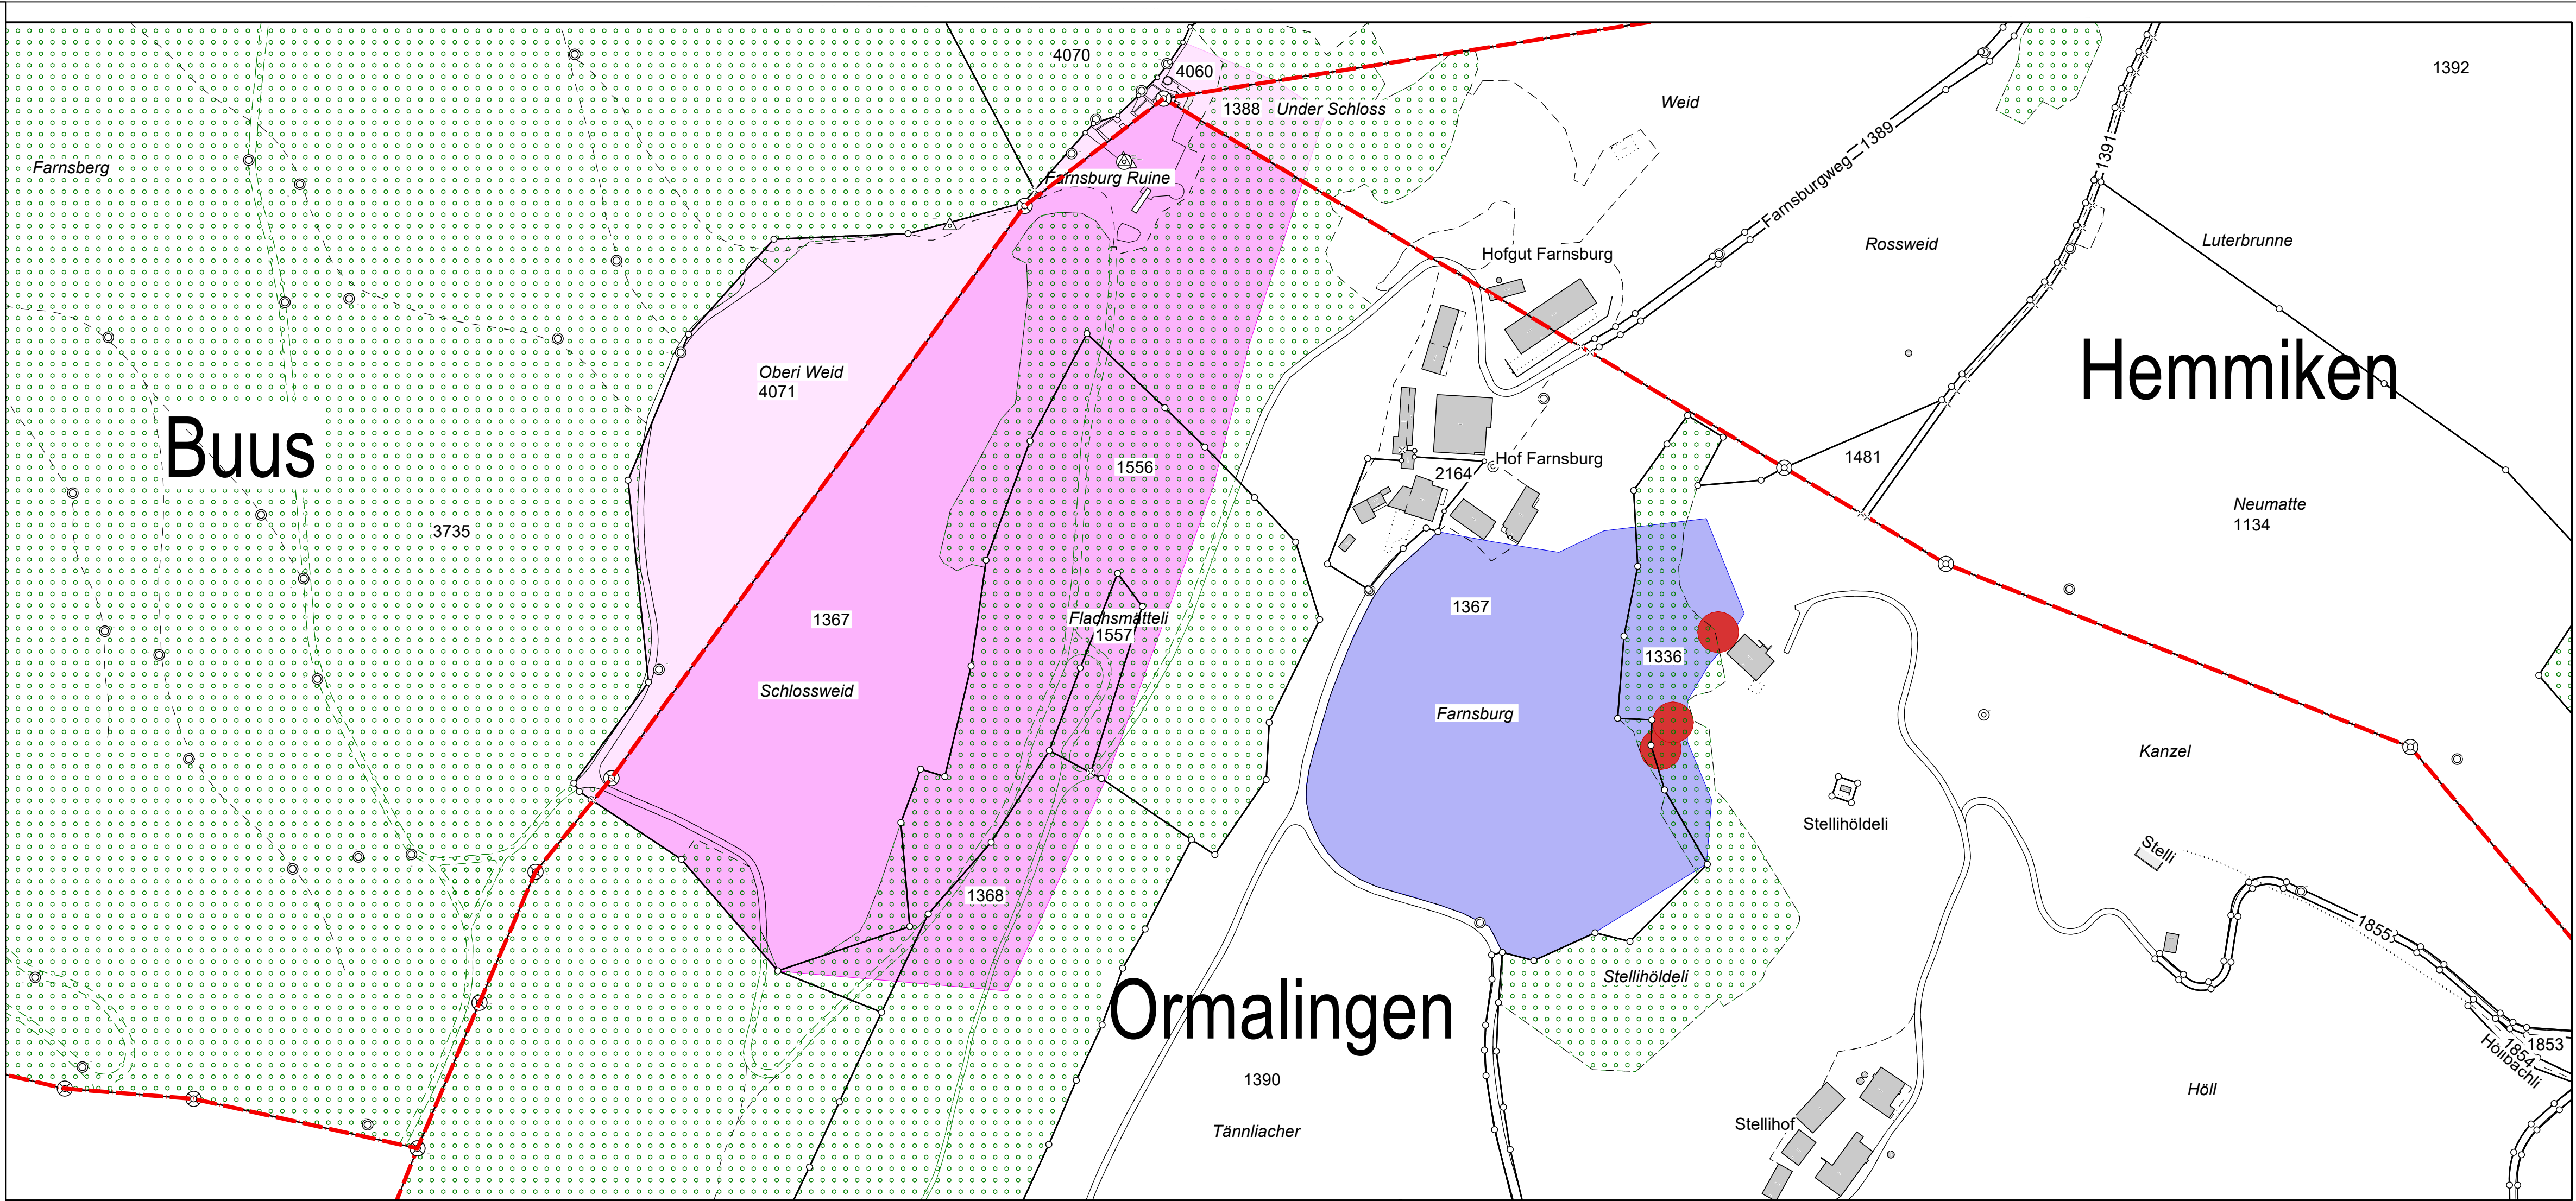 4070
4060
1392
1388 Under Schloss
Weid
Farnsburgweg 1389
1391
Farnsberg
Farnsburg Ruine
Hofgut Farnsburg
Rossweid
Luterbrunne
Oberi Weid
4071
Hemmiken
Buus
1556
2164
Hof Farnsburg
1481
Neumatte
1134
3735
1367
Flachsmätteli
1557
1367
1336
Schlossweid
Farnsburg
Kanzel
Stellihöldeli
Stelli
1368
1855
Ormalingen
Stellihöldeli
1853
1854
Höllbächli
1390
Höll
Tännliacher
Stellihof